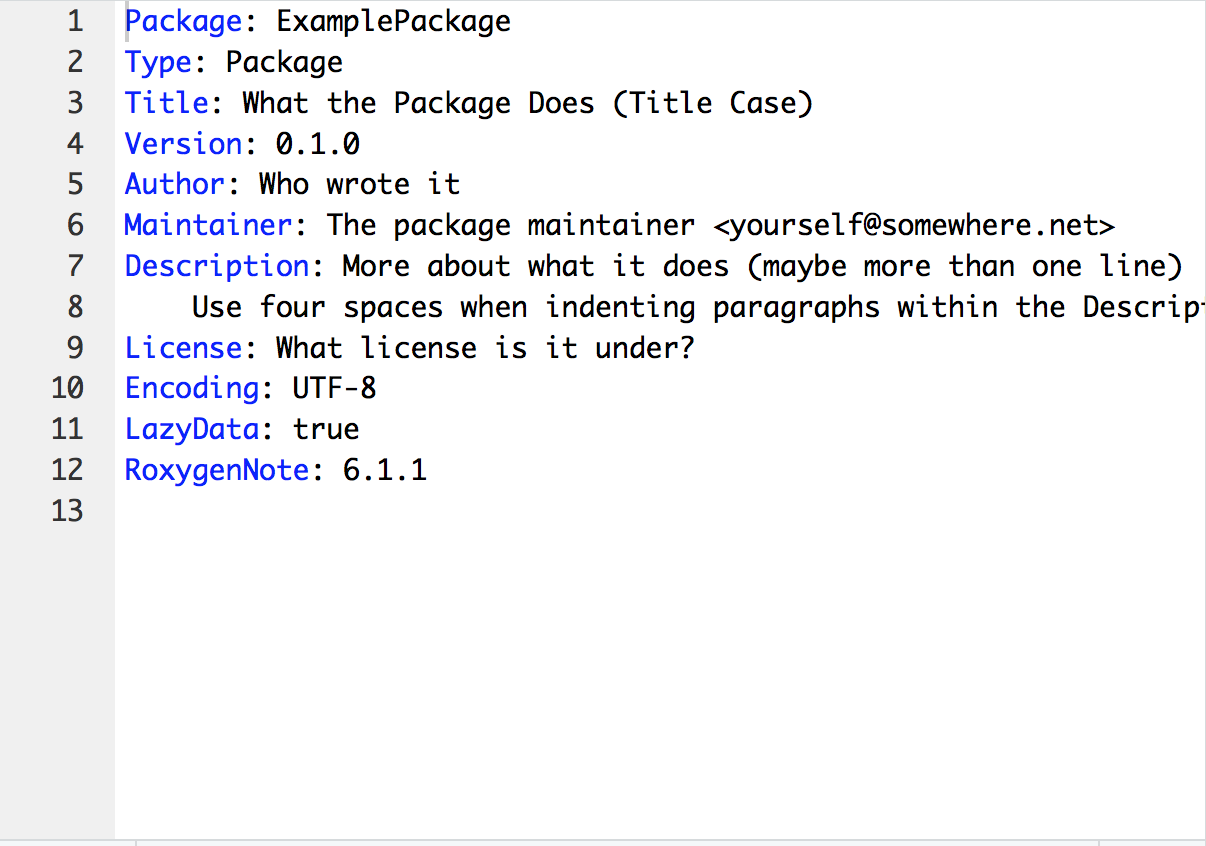 1 Package: ExamplePackage
2 Type: Package
3 Title: What the Package Does (Title Case)
4 Version: 0.1.0
5 Author: Who wrote it
6 Maintainer: The package maintainer <yourself@somewhere.net>
7 Description: More about what it does (maybe more than one line)
8 Use four spaces when indenting paragraphs within the
9 License: What license is it under?
10 Encoding: UTF-8
11 LazyData: true
12 RoxygenNote: 6.1.1
13